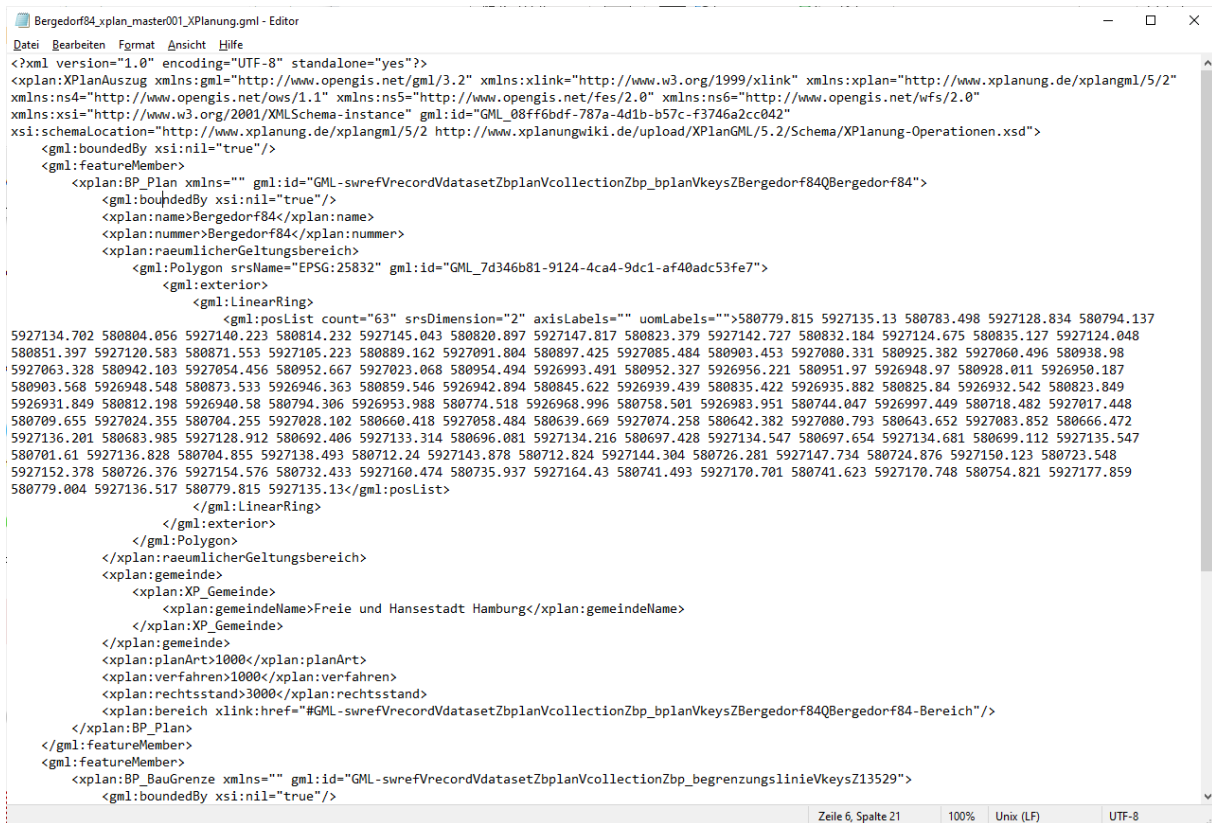 Bergedorf84_xplan_master001_XPlanung.gml - Editor
Datei Bearbeiten Format Ansicht Hilfe
<?xml version="1.0" encoding="UTF-8" standalone="yes"?>
<xplan:XPlanAuszug xmlns:gml="http://www.opengis.net/gml/3.2" xmlns:xlink="http://www.w3.org/1999/xlink" xmlns:xplan="http://www.xplanung.de/xplangml/5/2"
xmlns:ns4="http://www.opengis.net/ows/1.1" xmlns:ns5="http://www.opengis.net/fes/2.0" xmlns:ns6="http://www.opengis.net/wfs/2.0"
xmlns:xsi="http://www.w3.org/2001/XMLSchema-instance" gml:id="GML_08ff6bdf-787a-4d1b-b57c-f3746a2cc042"
xsi:schemaLocation="http://www.xplanung.de/xplangml/5/2 http://www.xplanungwiki.de/upload/XPlanGML/5.2/Schema/XPlanung-Operationen.xsd">
<gml:boundedBy xsi:nil="true"/>
<gml:featureMember>
<xplan:BP_Plan xmlns="" gml:id="GML-swrefVrecordVdatasetZbplanVcollectionZbp_bplanVkeysZBergedorf84QBergedorf84">
<gml:boundedBy xsi:nil="true"/>
<xplan:name>Bergedorf84</xplan:name>
<xplan:nummer>Bergedorf84</xplan:nummer>
<xplan:raeumlicherGeltungsbereich>
<gml:Polygon srsName="EPSG:25832" gml:id="GML_7d346b81-9124-4ca4-9dc1-af40adc53fe7">
<gml:exterior>
<gml:LinearRing>
<gml:posList count="63" srsDimension="2" axisLabels="" uomLabels="">580779.815 5927135.13 580783.498 5927128.834 580794.137
5927134.702 580804.056 5927140.223 580814.232 5927145.043 580820.897 5927147.817 580823.379 5927142.727 580832.184 5927124.675 580835.127 5927124.048
580851.397 5927120.583 580871.553 5927105.223 580889.162 5927091.804 580897.425 5927085.484 580903.453 5927080.331 580925.382 5927060.496 580938.98
5927063.328 580942.103 5927054.456 580952.667 5927023.068 580954.494 5926993.491 580952.327 5926956.221 580951.97 5926948.97 580928.011 5926950.187
580903.568 5926948.548 580873.533 5926946.363 580859.546 5926942.894 580845.622 5926939.439 580835.422 5926935.882 580825.84 5926932.542 580823.849
5926931.849 580812.198 5926940.58 580794.306 5926953.988 580774.518 5926968.996 580758.501 5926983.951 580744.047 5926997.449 580718.482 5927017.448
580709.655 5927024.355 580704.255 5927028.102 580660.418 5927058.484 580639.669 5927074.258 580642.382 5927080.793 580643.652 5927083.852 580666.472
5927136.201 580683.985 5927128.912 580692.406 5927133.314 580696.081 5927134.216 580697.428 5927134.547 580697.654 5927134.681 580699.112 5927135.547
580701.61 5927136.828 580704.855 5927138.493 580712.24 5927143.878 580712.824 5927144.304 580726.281 5927147.734 580724.876 5927150.123 580723.548
5927152.378 580726.376 5927154.576 580732.433 5927160.474 580735.937 5927164.43 580741.493 5927170.701 580741.623 5927170.748 580754.821 5927177.859
580779.004 5927136.517 580779.815 5927135.13</gml:posList>
</gml:LinearRing>
</gml:exterior>
</gml:Polygon>
</xplan:raeumlicherGeltungsbereich>
<xplan:gemeinde>
<xplan:XP_Gemeinde>
<xplan:gemeindeName>Freie und Hansestadt Hamburg</xplan:gemeindeName>
</xplan:XP_Gemeinde>
</xplan:gemeinde>
<xplan:planArt>1000</xplan:planArt>
<xplan:verfahren>1000</xplan:verfahren>
<xplan:rechtsstand>3000</xplan:rechtsstand>
<xplan:bereich xlink:href="#GML-swrefVrecordVdatasetZbplanVcollectionZbp_bplanVkeysZBergedorf84QBergedorf84-Bereich"/>
</xplan:BP_Plan>
</gml:featureMember>
<gml:featureMember>
<xplan:BP_BauGrenze xmlns="" gml:id="GML-swrefVrecordVdatasetZbplanVcollectionZbp_begrenzungslinieVkeysZ13529">
<gml:boundedBy xsi:nil="true"/>
Zeile 6, Spalte 21 100% Unix (LF) UTF-8